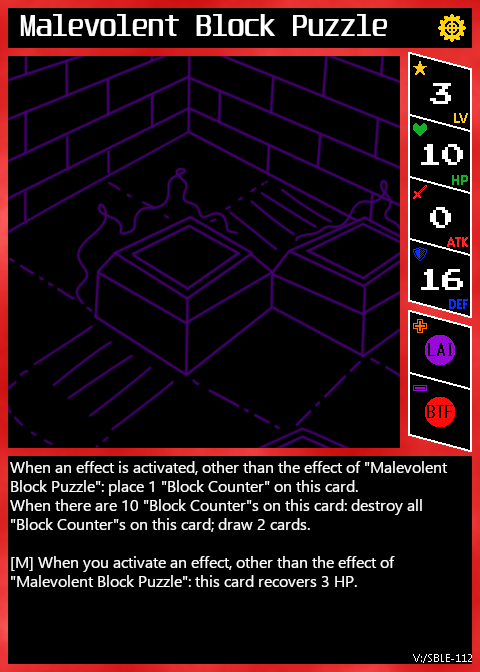 Malevolent Block Puzzle
3
LV
10
HP
0
ATK
16
DEF
LAI
BTF
When an effect is activated, other than the effect of "Malevolent
Block Puzzle": place 1 "Block Counter" on this card.
When there are 10 "Block Counter"s on this card: destroy all
"Block Counter"s on this card; draw 2 cards.
[M] When you activate an effect, other than the effect of
"Malevolent Block Puzzle": this card recovers 3 HP.
V:/SBLE-112